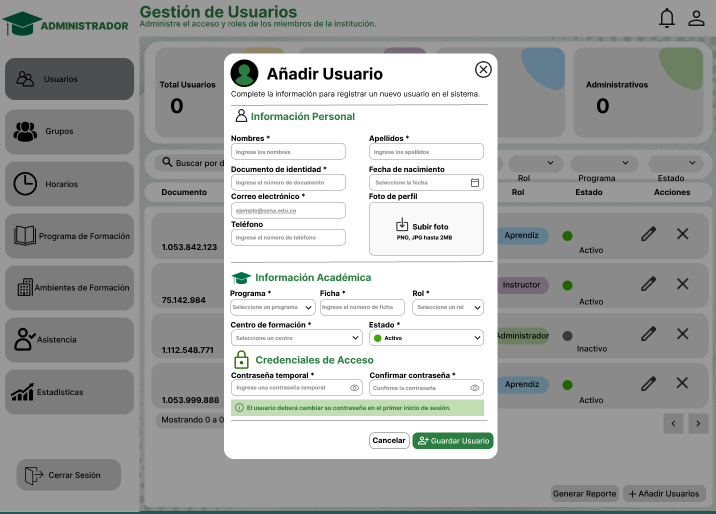 ADMINISTRADOR
Gestión de Usuarios
Administre el acceso y roles de los miembros de la institución.
Usuarios
Grupos
Horarios
Programa de Formación
Ambientes de Formación
Asistencia
Estadísticas
Cerrar Sesión
Total Usuarios
0
Administrativos
0
Buscar por d
Rol
Programa
Estado
Documento
Rol
Estado
Acciones
1.053.842.123
Aprendiz
Activo
75.142.984
Instructor
Activo
1.112.548.771
Administrador
Inactivo
1.053.999.888
Aprendiz
Activo
Mostrando 0 a 0
Generar Reporte
Añadir Usuarios
Añadir Usuario
Complete la información para registrar un nuevo usuario en el sistema.
Información Personal
Nombres *
Apellidos *
Ingrese los nombres
Ingrese los apellidos
Documento de identidad *
Fecha de nacimiento
Ingrese el número de documento
Seleccione la fecha
Correo electrónico *
Foto de perfil
ejemplo@sena.edu.co
Teléfono
Ingrese el número de teléfono
Subir foto
PNG, JPG hasta 2MB
Información Académica
Programa *
Ficha *
Rol *
Seleccione un programa
Ingrese el número de ficha
Seleccione un rol
Centro de formación *
Estado *
Seleccione un centro
Activo
Credenciales de Acceso
Contraseña temporal *
Confirmar contraseña *
Ingrese una contraseña temporal
Confirme la contraseña
El usuario deberá cambiar su contraseña en el primer inicio de sesión.
Cancelar
Guardar Usuario